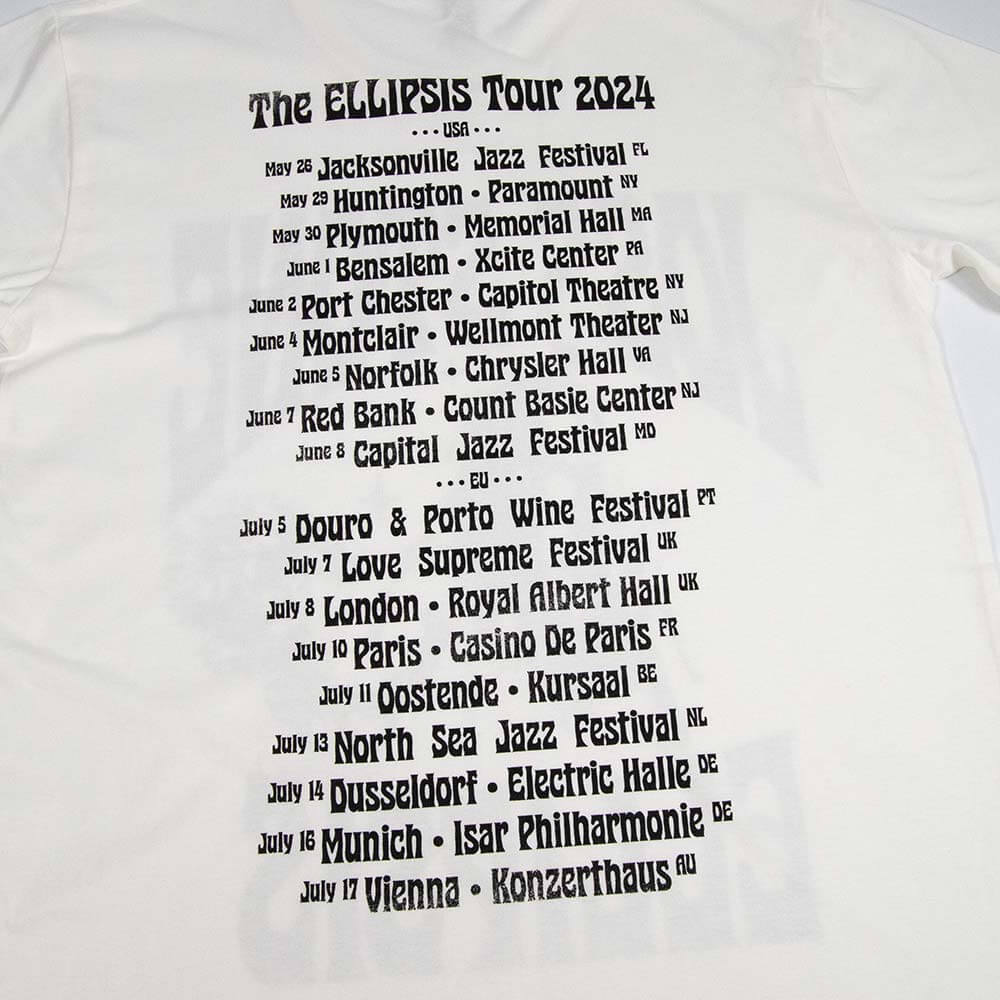 The ELLIPSIS Tour 2024
••• USA •••
May 26 Jacksonville Jazz Festival FL
May 29 Huntington • Paramount NY
May 30 Plymouth • Memorial Hall MA
June 1 Bensalem • Xcite Center PA
June 2 Port Chester • Capitol Theatre NY
June 4 Montclair • Wellmont Theater NJ
June 5 Norfolk • Chrysler Hall VA
June 7 Red Bank • Count Basie Center NJ
June 8 Capital Jazz Festival MD
••• EU •••
July 5 Douro & Porto Wine Festival PT
July 7 Love Supreme Festival UK
July 8 London • Royal Albert Hall UK
July 10 Paris • Casino De Paris FR
July 11 Oostende • Kursaal BE
July 13 North Sea Jazz Festival NL
July 14 Dusseldorf • Electric Halle DE
July 16 Munich • Isar Philharmonie DE
July 17 Vienna • Konzerthaus AU